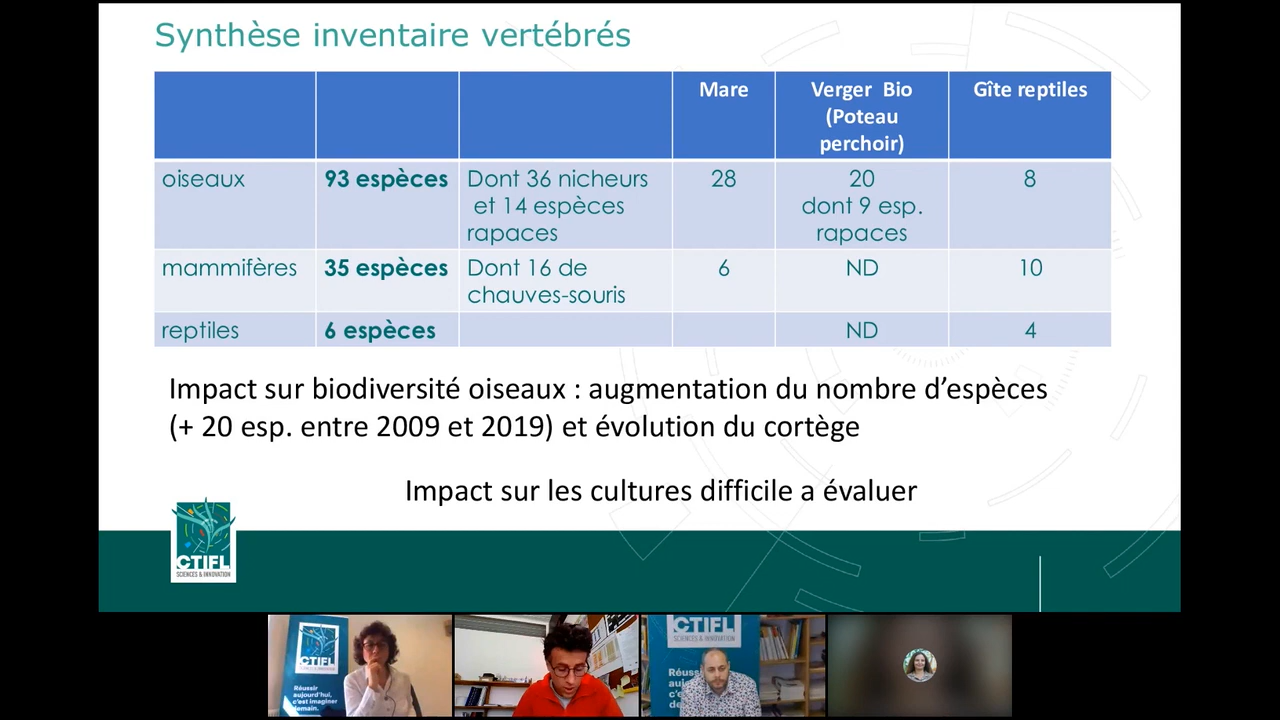 Synthèse inventaire vertébrés
Mare
Verger Bio
(Poteau
perchoir)
Gîte reptiles
oiseaux
93 espèces
Dont 36 nicheurs
et 14 espèces
rapaces
28
20
dont 9 esp.
rapaces
8
mammifères
35 espèces
Dont 16 de
chauves-souris
6
ND
10
reptiles
6 espèces
ND
4
Impact sur biodiversité oiseaux : augmentation du nombre d'espèces
(+ 20 esp. entre 2009 et 2019) et évolution du cortège
Impact sur les cultures difficile a évaluer
CTIFL
SCIENCES & INNOVATION
CTIFL
Réussir
aujourd'hui,
c'est imaginer
demain.
CTIFL
SCIENCES & INNOVATION